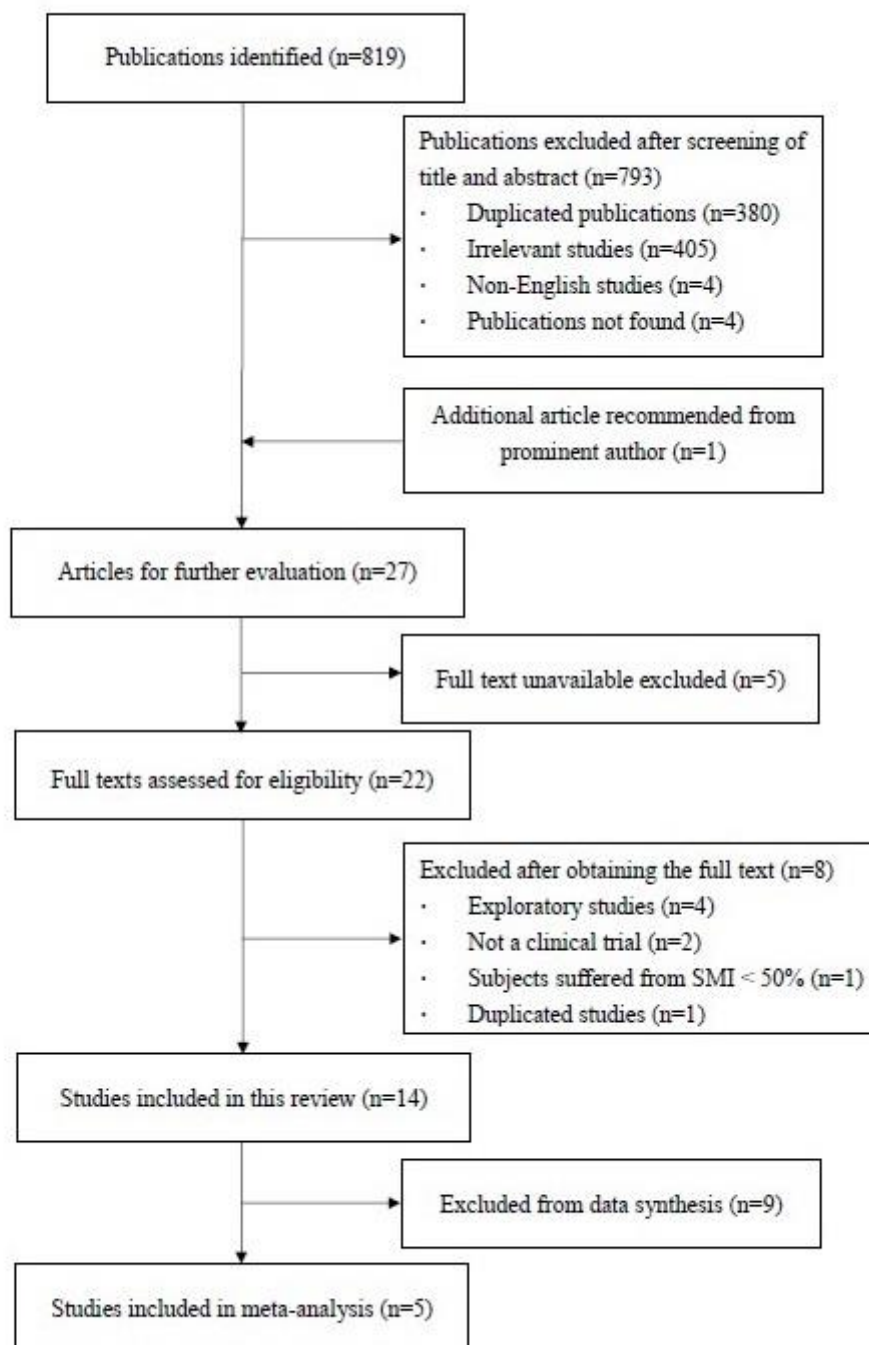 Publications identified (n=819)
Publications excluded after screening of
title and abstract (n=793)
· Duplicated publications (n=380)
· Irrelevant studies (n=405)
· Non-English studies (n=4)
· Publications not found (n=4)
Additional article recommended from
prominent author (n=1)
Articles for further evaluation (n=27)
Full text unavailable excluded (n=5)
Full texts assessed for eligibility (n=22)
Excluded after obtaining the full text (n=8)
· Exploratory studies (n=4)
· Not a clinical trial (n=2)
· Subjects suffered from SMI < 50% (n=1)
· Duplicated studies (n=1)
Studies included in this review (n=14)
Excluded from data synthesis (n=9)
Studies included in meta-analysis (n=5)